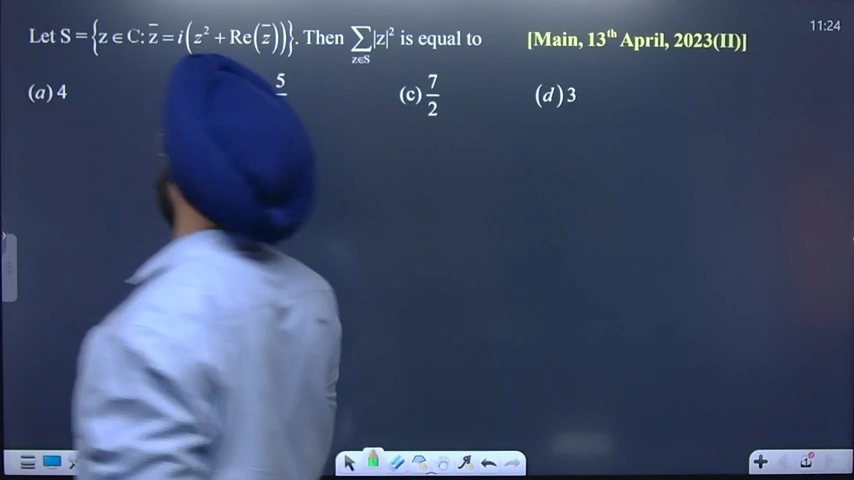 Let S = {z ∈ C : z̄ = i(z² + Re(z̄))}. Then ∑_{z∈S} |z|² is equal to [Main, 13th April, 2023(II)]
11:24
(a) 4 5 (c) 7/2 (d) 3